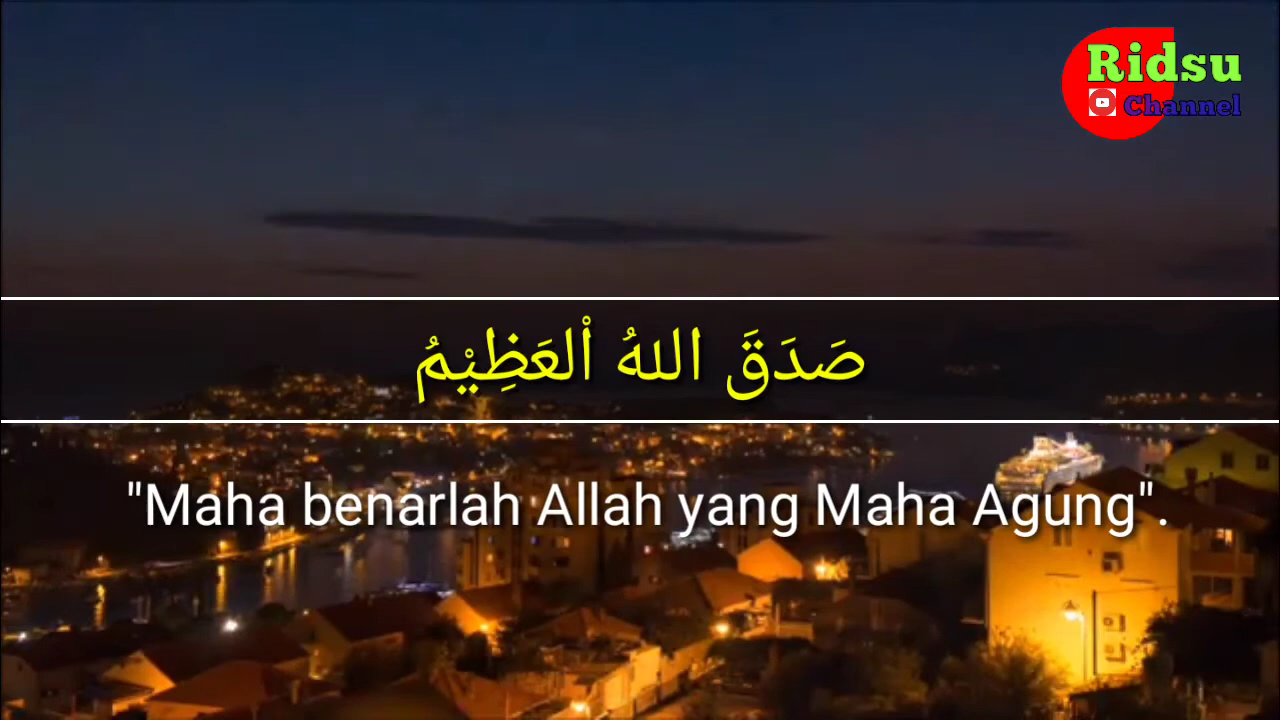 Ridsu
Channel
صَدَقَ اللهُ اْلعَظِيْمُ
"Maha benarlah Allah yang Maha Agung".